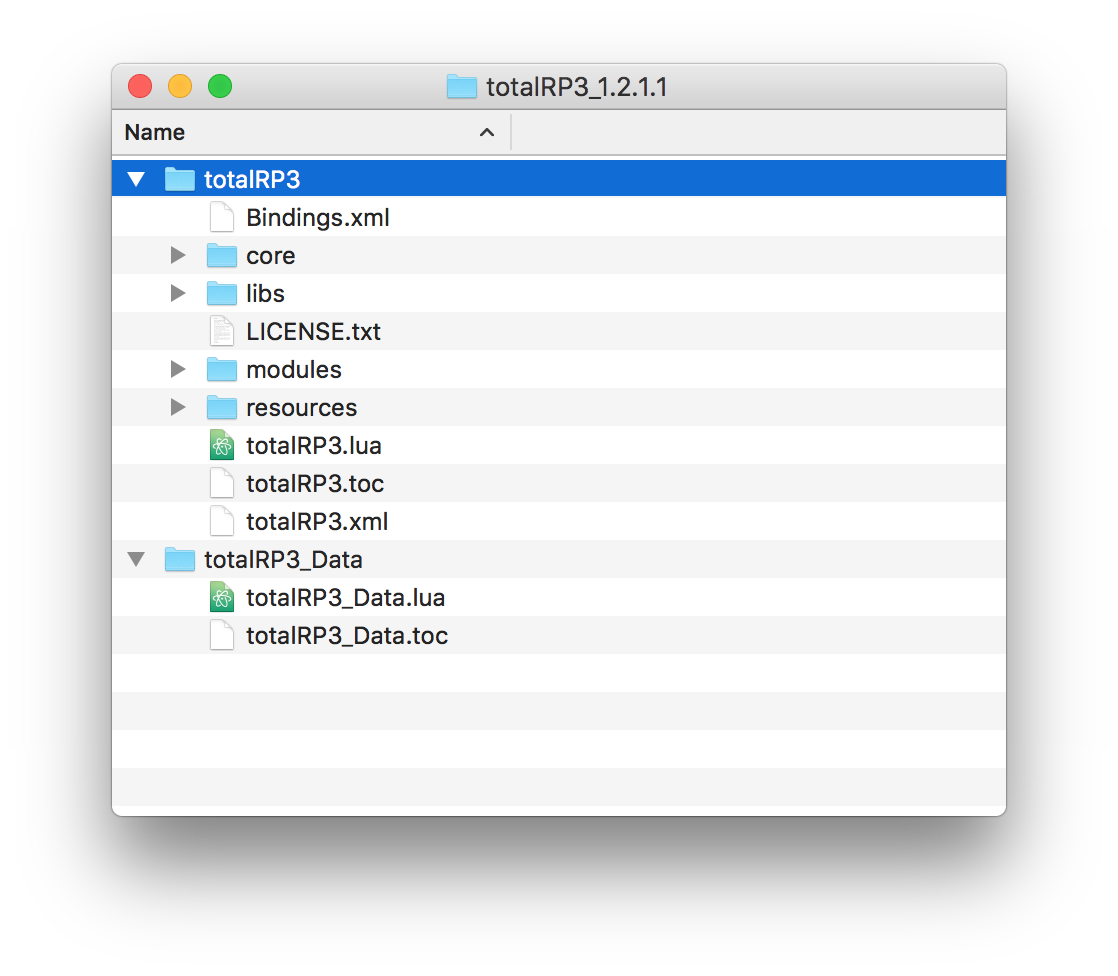 totalRP3_1.2.1.1
Name
totalRP3
Bindings.xml
core
libs
LICENSE.txt
modules
resources
totalRP3.lua
totalRP3.toc
totalRP3.xml
totalRP3_Data
totalRP3_Data.lua
totalRP3_Data.toc